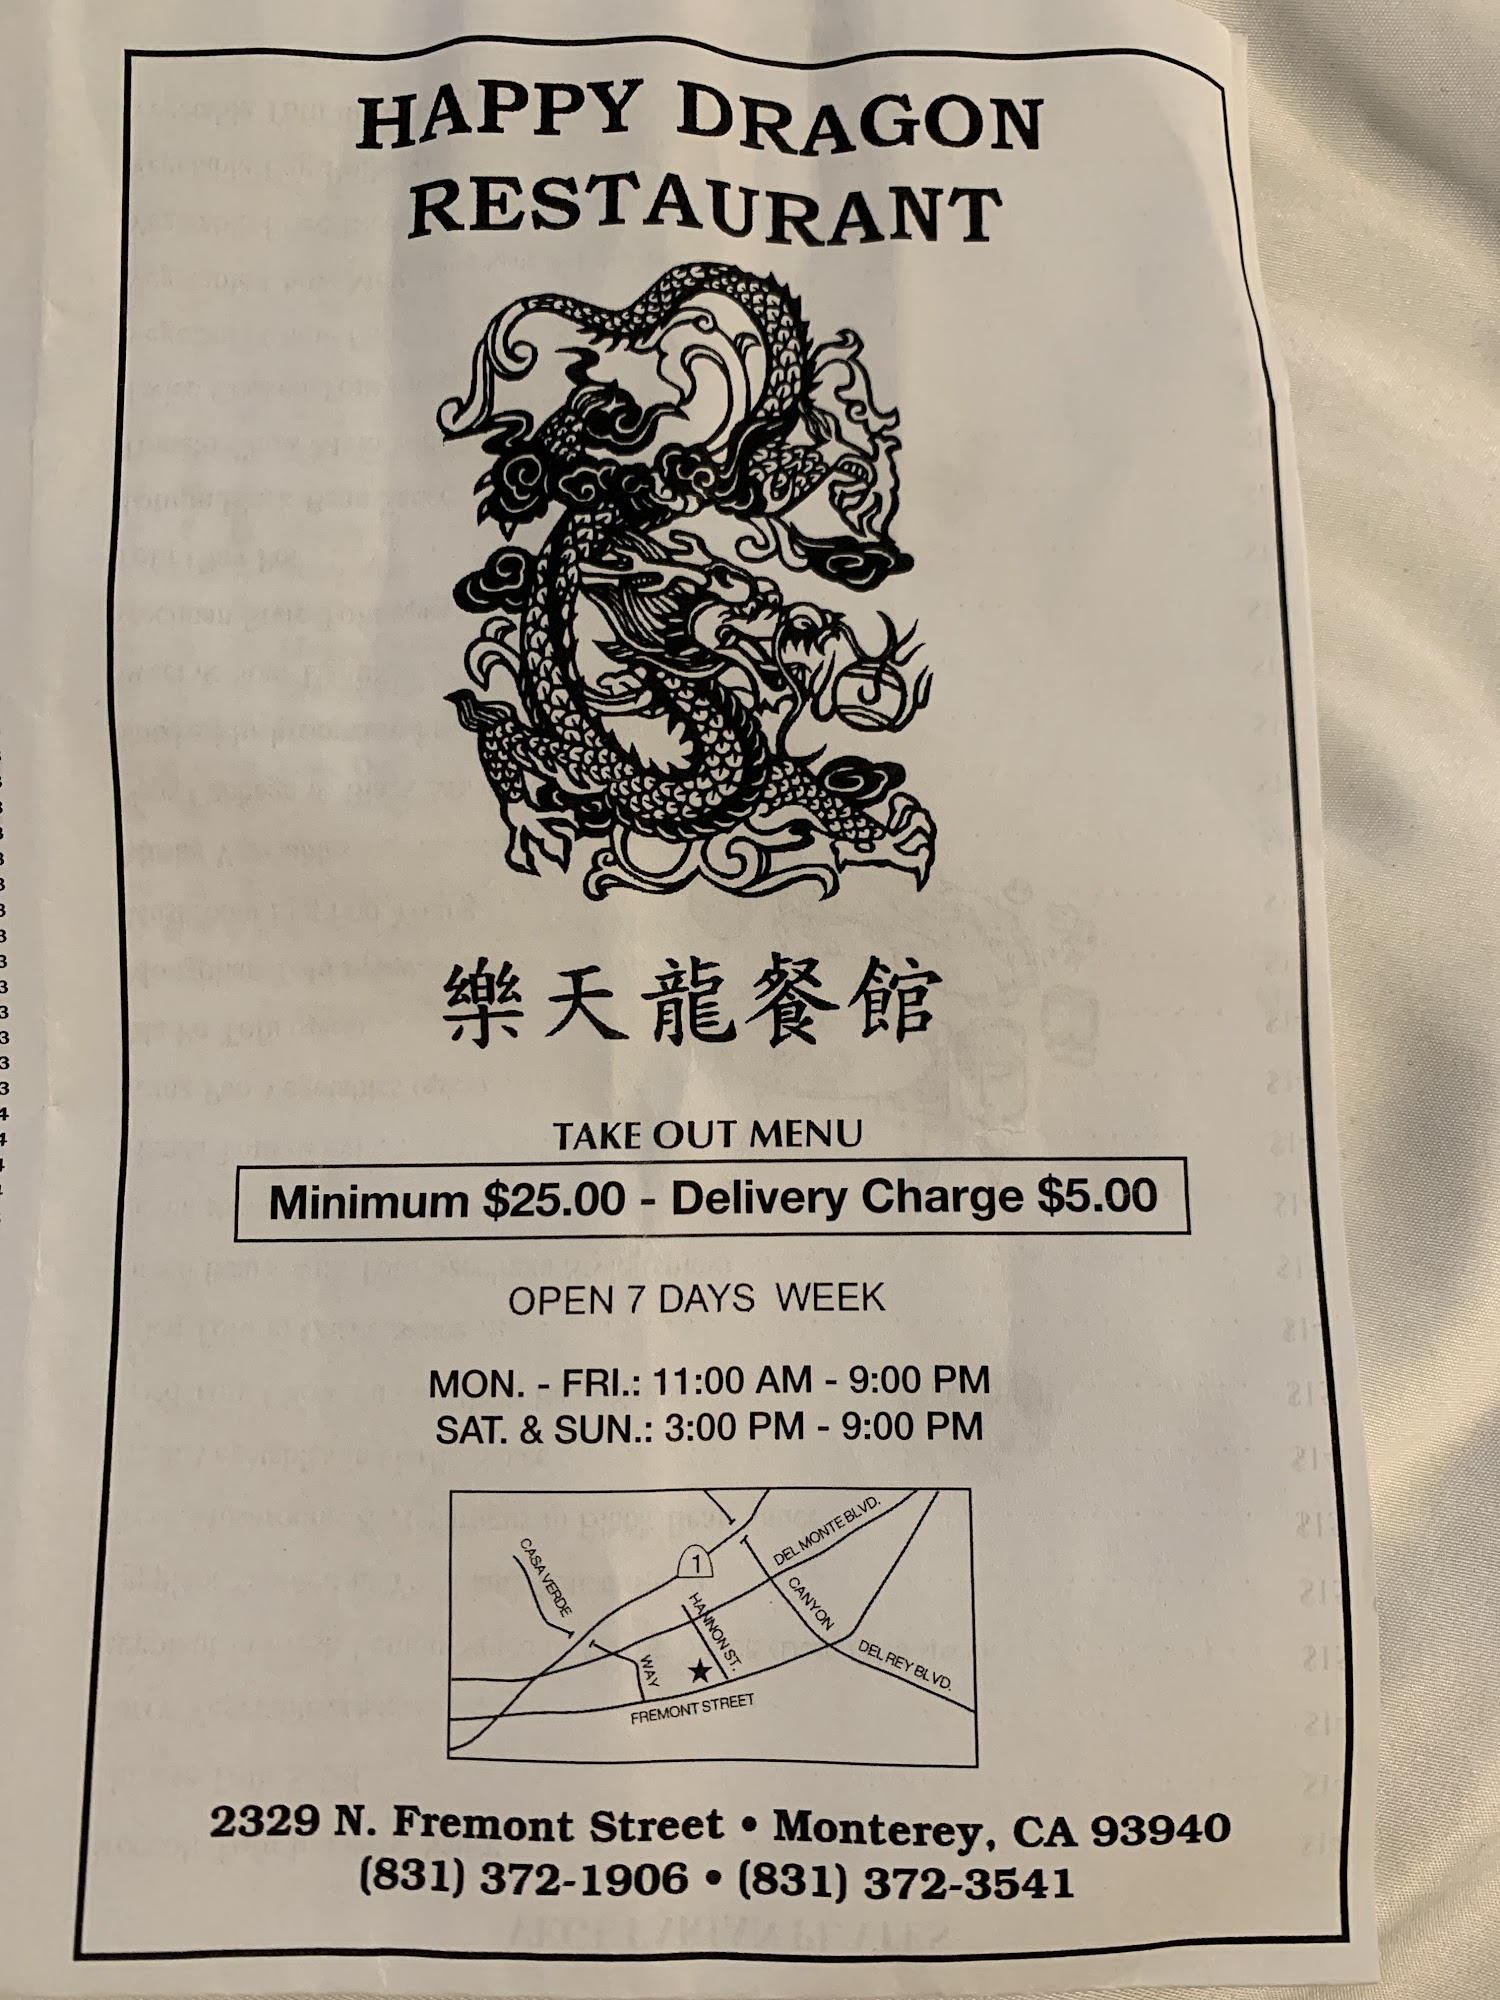 HAPPY DRAGON
RESTAURANT
樂天龍餐館
TAKE OUT MENU
Minimum $25.00 - Delivery Charge $5.00
OPEN 7 DAYS WEEK
MON. - FRI.: 11:00 AM - 9:00 PM
SAT. & SUN.: 3:00 PM - 9:00 PM
CASA VERDE
1
DEL MONTE BLVD.
HANNON ST.
CANYON
WAY
DEL REY BLVD.
FREMONT STREET
2329 N. Fremont Street • Monterey, CA 93940
(831) 372-1906 • (831) 372-3541